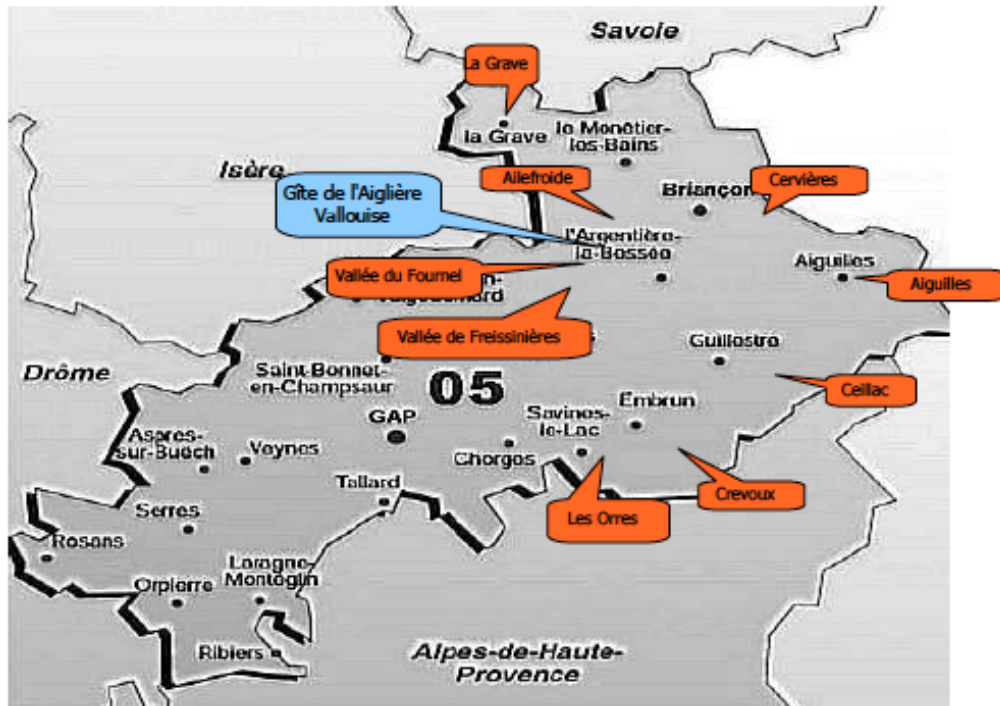 Savoie
La Grave
la Grave
le Monêtier-
les-Bains
Isère
Ailefroide
Cervières
Briançon
Gîte de l'Aiglière
Vallouise
l'Argentière-
la-Bessée
Aiguilles
Vallée du Fournel
Aiguilles
Vallée de Freissinières
Guillestre
Drôme
Saint-Bonnet-
en-Champsaur
05
Ceillac
Embrun
GAP
Savines-
le-Lac
Aspres-
sur-Buëch
Veynes
Chorges
Tallard
Crevoux
Les Orres
Serres
Rosans
Laragne-
Montéglin
Orpierre
Ribiers
Alpes-de-Haute-
Provence